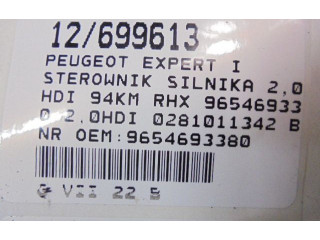 12/699613
PEUGEOT EXPERT I
STEROWNIK SILNIKA 2,0
HDI 94KM RHX 96546933
0 2.0HDI 0281011342 B
NR OEM:9654693380
G VII 22 S